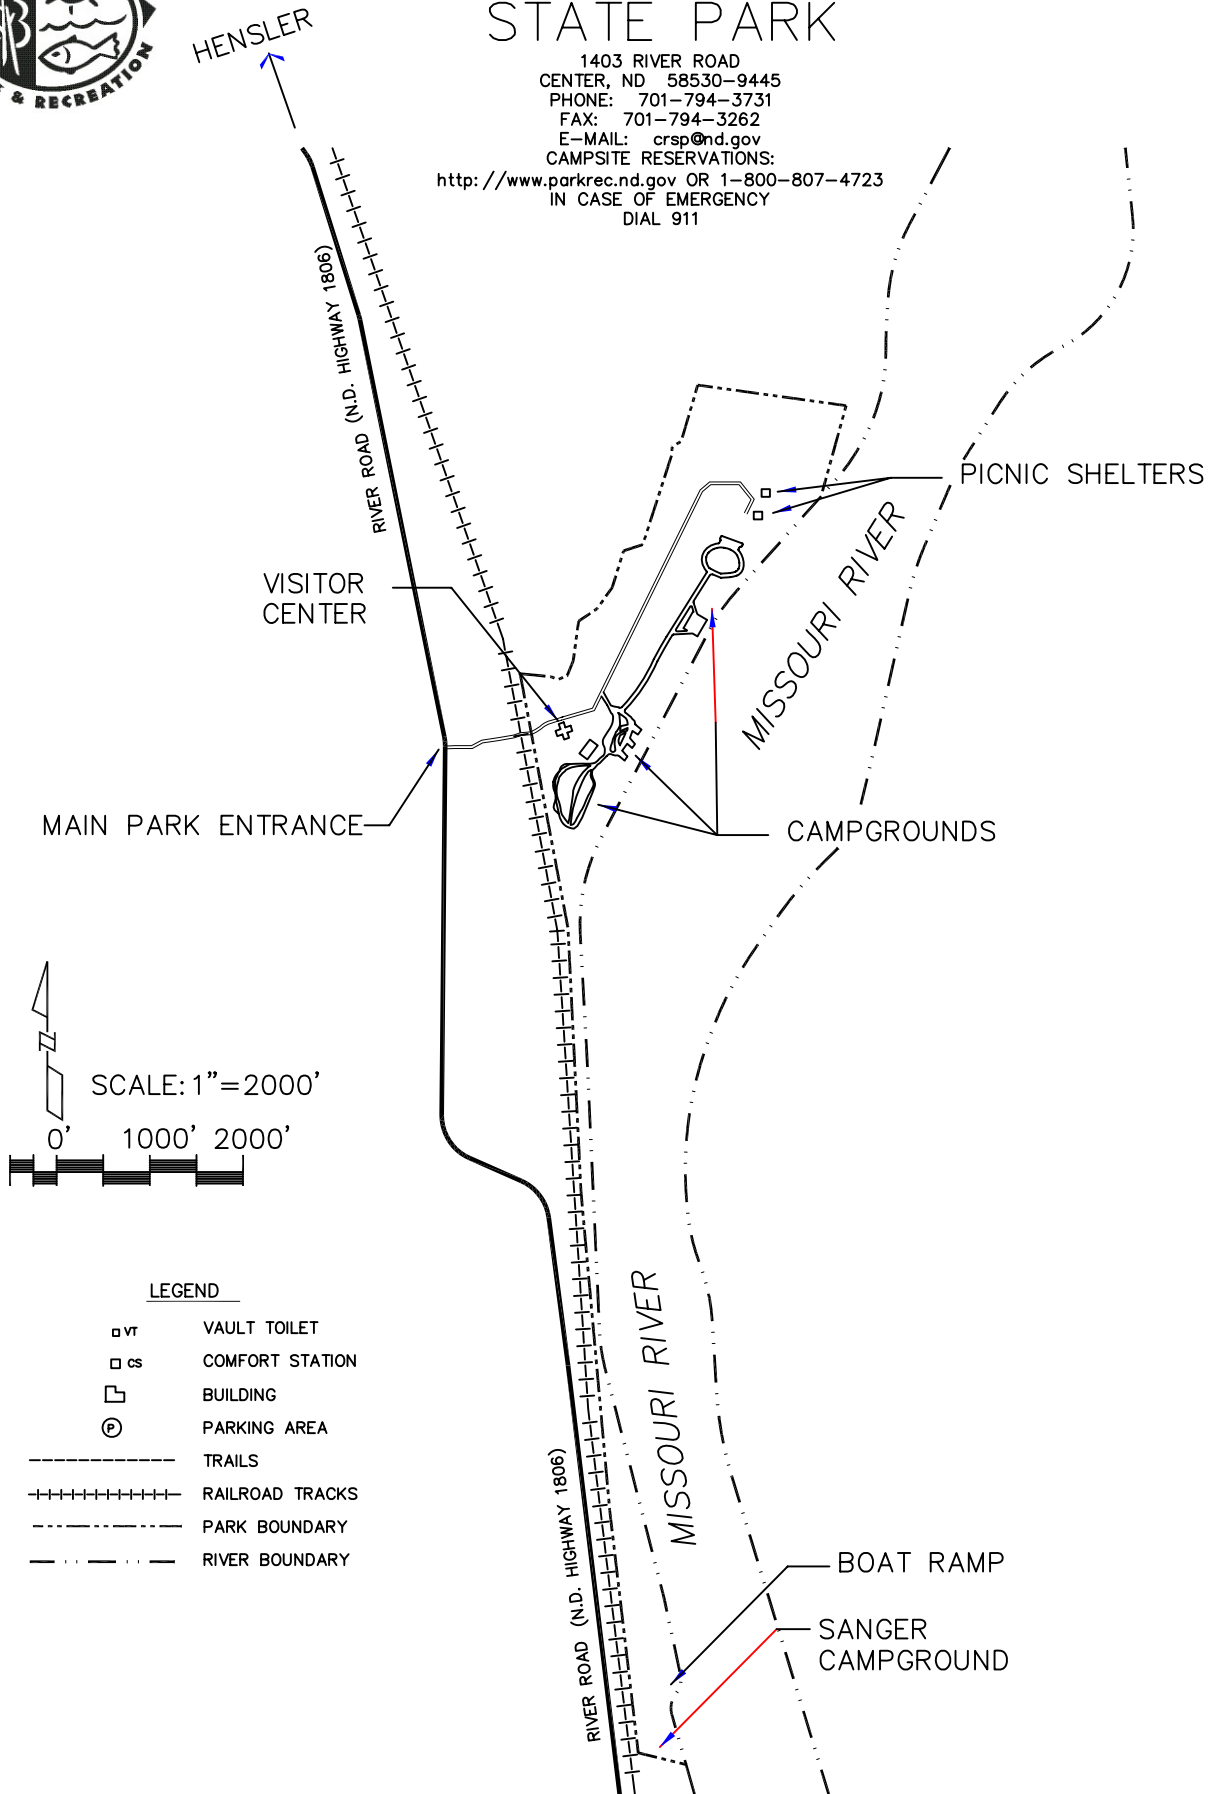 & RECREATION
HENSLER
STATE PARK
1403 RIVER ROAD
CENTER, ND 58530-9445
PHONE: 701-794-3731
FAX: 701-794-3262
E-MAIL: crsp@nd.gov
CAMPSITE RESERVATIONS:
http://www.parkrec.nd.gov OR 1-800-807-4723
IN CASE OF EMERGENCY
DIAL 911
RIVER ROAD (N.D. HIGHWAY 1806)
PICNIC SHELTERS
MISSOURI RIVER
VISITOR
CENTER
MAIN PARK ENTRANCE
CAMPGROUNDS
N
SCALE: 1"=2000'
0' 1000' 2000'
LEGEND
VT VAULT TOILET
CS COMFORT STATION
BUILDING
P PARKING AREA
TRAILS
RAILROAD TRACKS
PARK BOUNDARY
RIVER BOUNDARY
MISSOURI RIVER
RIVER ROAD (N.D. HIGHWAY 1806)
BOAT RAMP
SANGER
CAMPGROUND